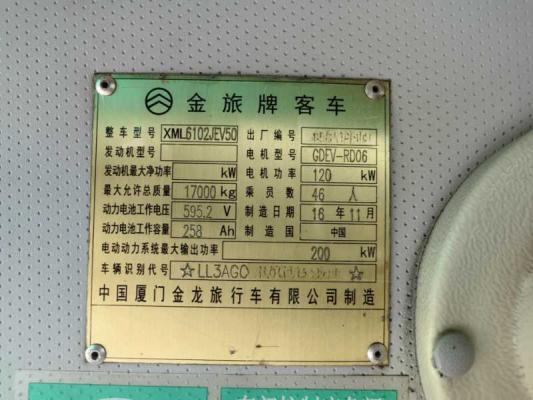 金旅牌客车
整车型号 XML6102JEV50 出厂编号
发动机型号 电机型号 GDEV-RD06
发动机最大净功率 kW 电机功率 120 kW
最大允许总质量 17000 kg 乘员数 46 人
动力电池工作电压 595.2 V 制造日期 16 年 11 月
动力电池工作容量 258 Ah 制造国 中国
电动动力系统最大输出功率 200 kW
车辆识别代号 ☆LL3AGO
中国厦门金龙旅行车有限公司制造